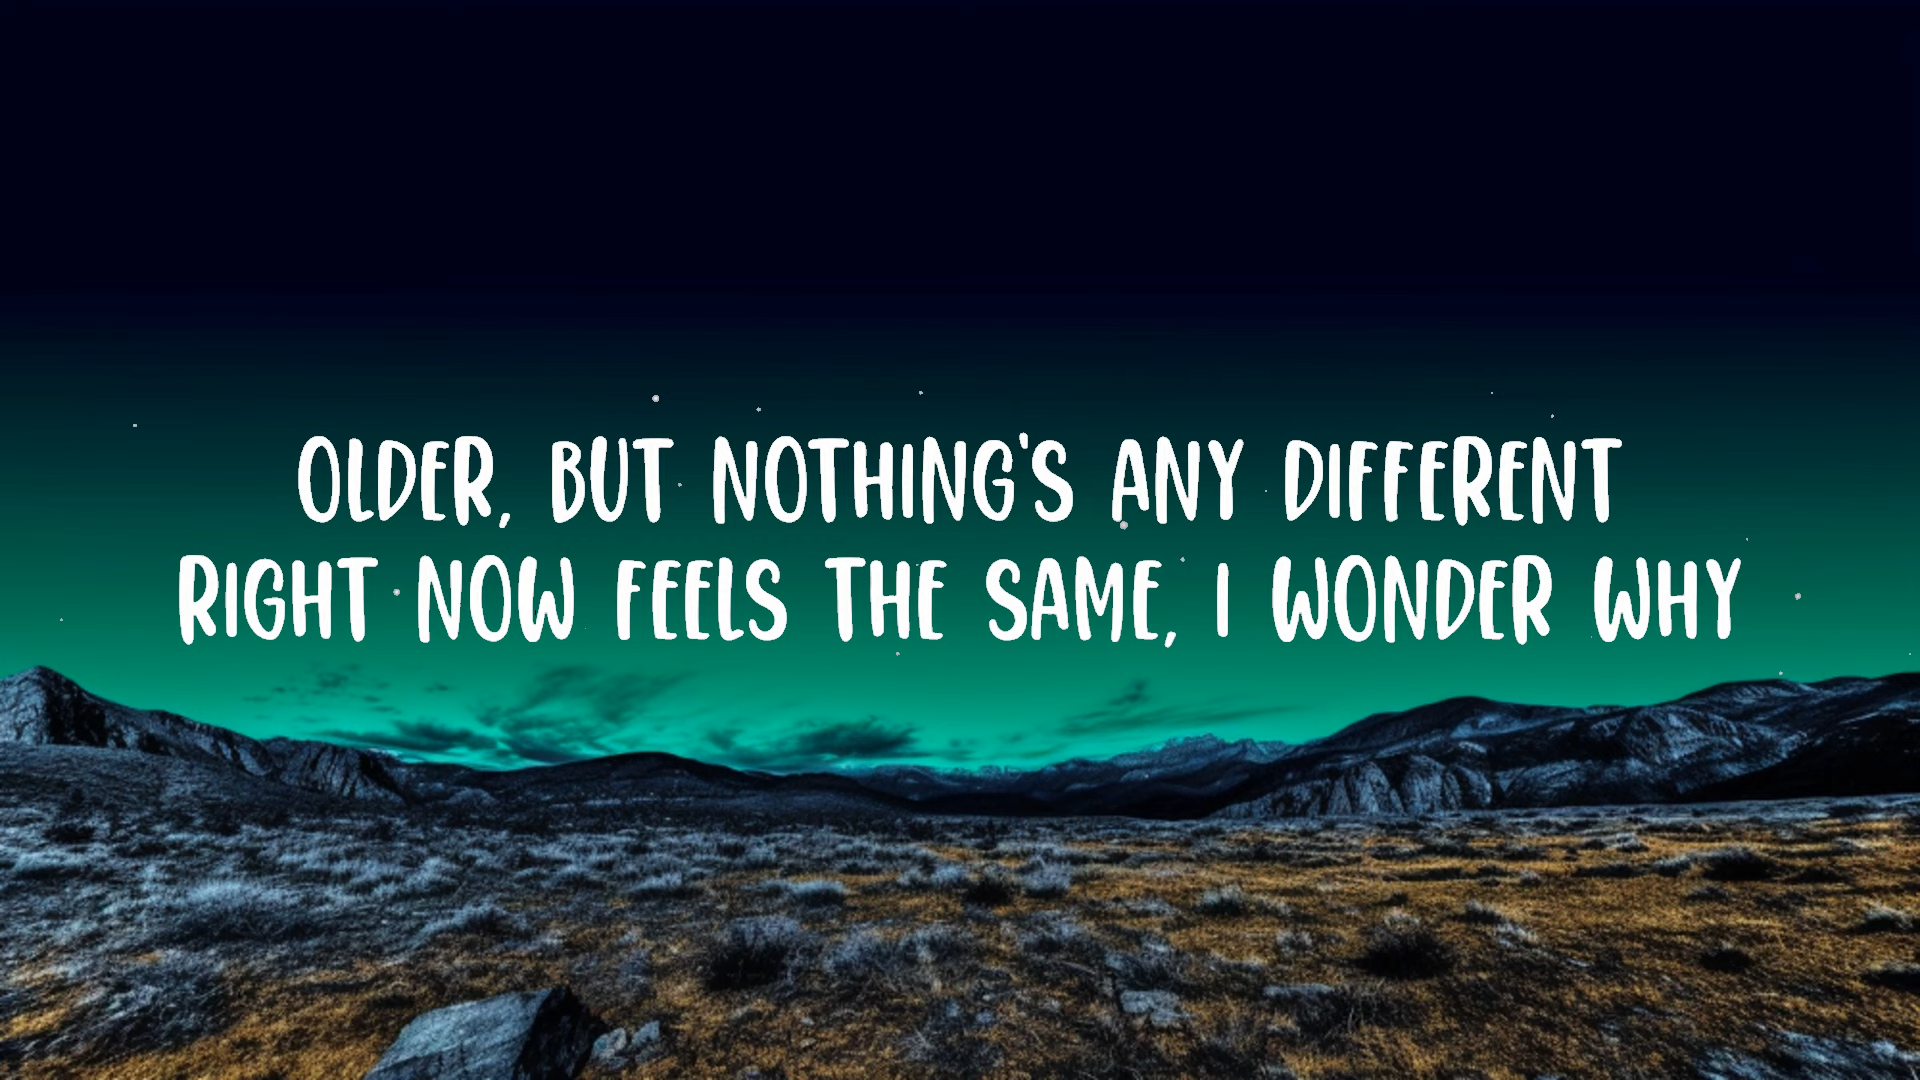 OLDER, BUT NOTHING'S ANY DIFFERENT
RIGHT NOW FEELS THE SAME, I WONDER WHY